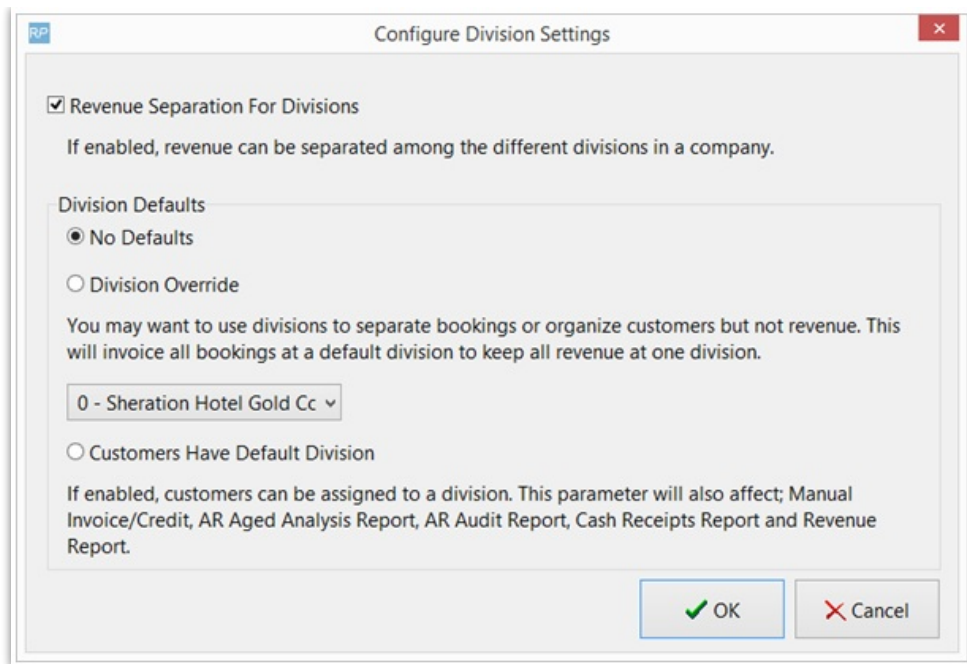 RP
Configure Division Settings
Revenue Separation For Divisions
If enabled, revenue can be separated among the different divisions in a company.
Division Defaults
No Defaults
Division Override
You may want to use divisions to separate bookings or organize customers but not revenue. This
will invoice all bookings at a default division to keep all revenue at one division.
0 - Sheration Hotel Gold Cc
Customers Have Default Division
If enabled, customers can be assigned to a division. This parameter will also affect; Manual
Invoice/Credit, AR Aged Analysis Report, AR Audit Report, Cash Receipts Report and Revenue
Report.
OK
Cancel